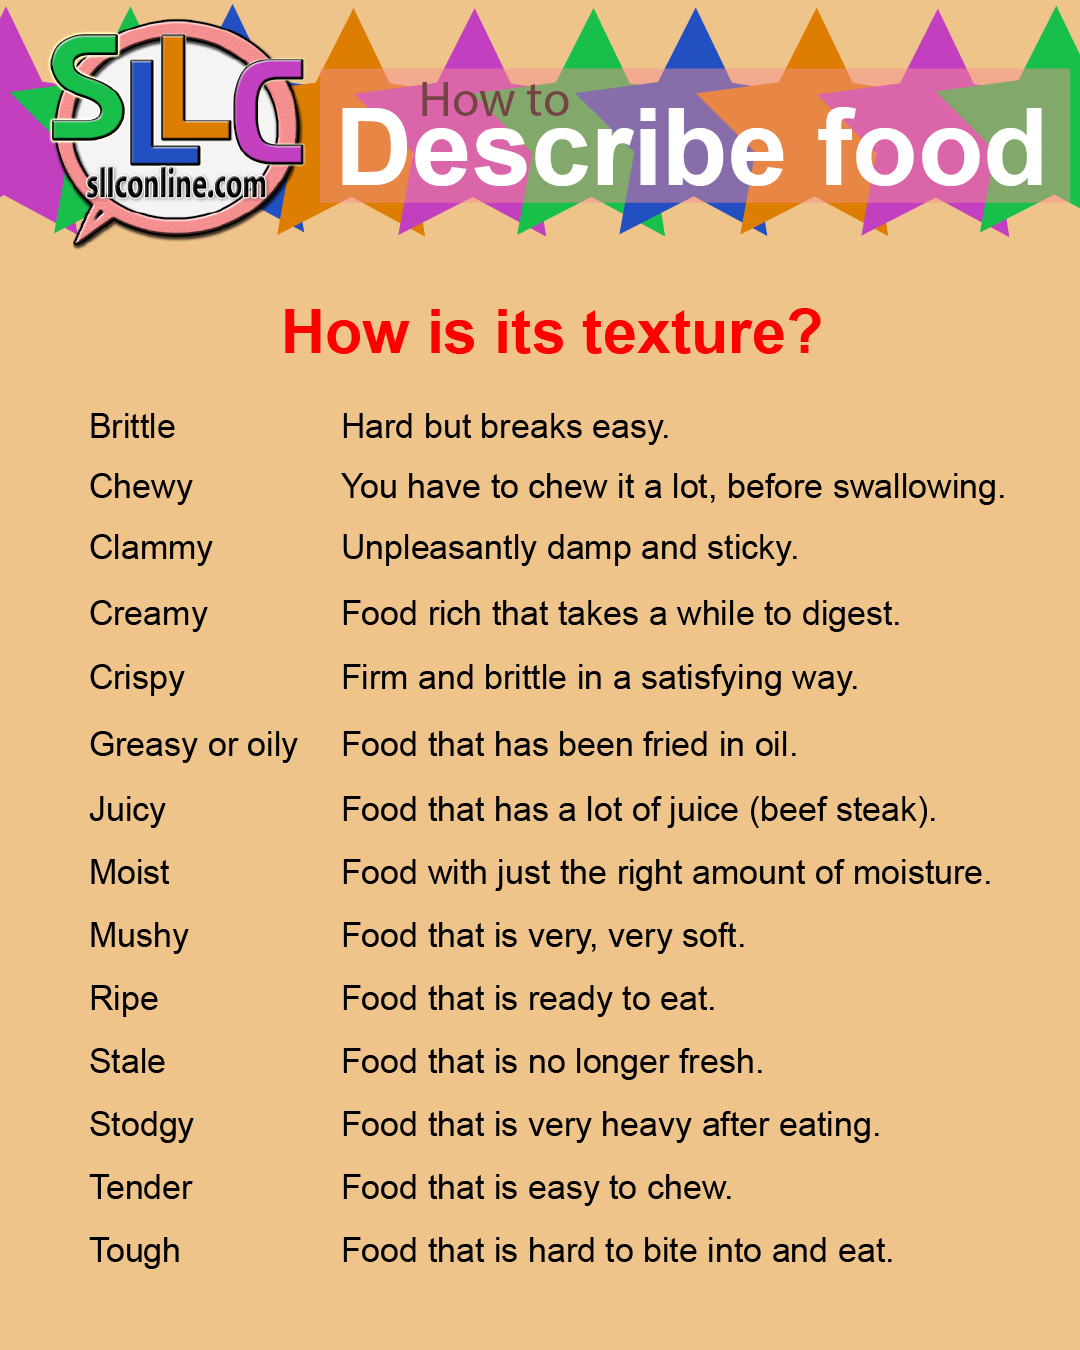 SLLC
sllconline.com
How to
Describe food
How is its texture?
Brittle Hard but breaks easy.
Chewy You have to chew it a lot, before swallowing.
Clammy Unpleasantly damp and sticky.
Creamy Food rich that takes a while to digest.
Crispy Firm and brittle in a satisfying way.
Greasy or oily Food that has been fried in oil.
Juicy Food that has a lot of juice (beef steak).
Moist Food with just the right amount of moisture.
Mushy Food that is very, very soft.
Ripe Food that is ready to eat.
Stale Food that is no longer fresh.
Stodgy Food that is very heavy after eating.
Tender Food that is easy to chew.
Tough Food that is hard to bite into and eat.